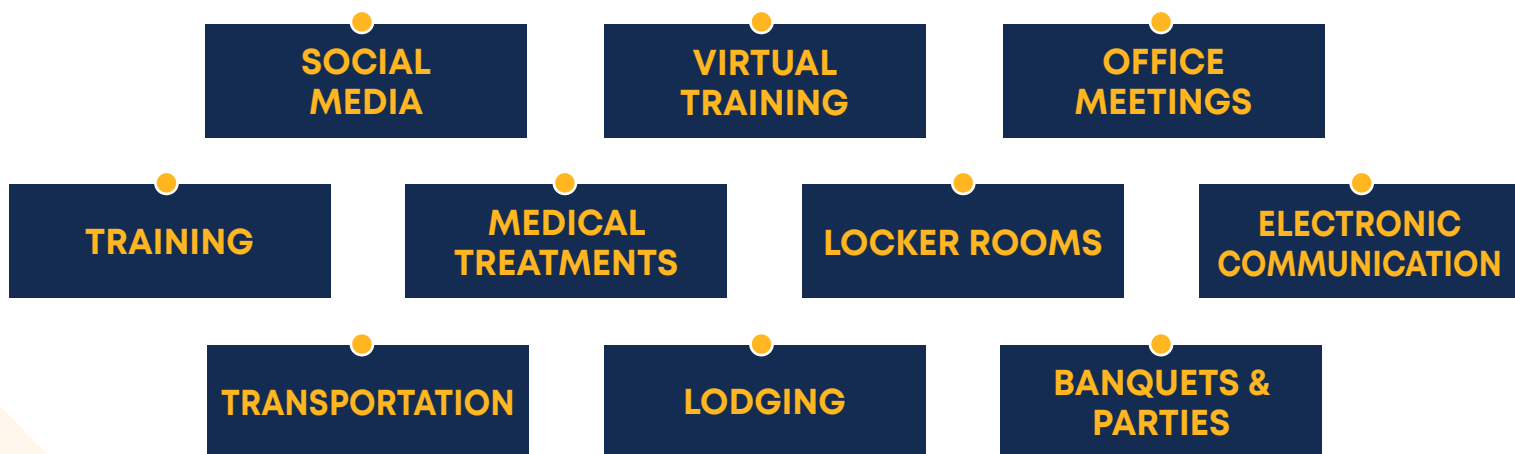 SOCIAL
MEDIA
VIRTUAL
TRAINING
OFFICE
MEETINGS
TRAINING
MEDICAL
TREATMENTS
LOCKER ROOMS
ELECTRONIC
COMMUNICATION
TRANSPORTATION
LODGING
BANQUETS &
PARTIES